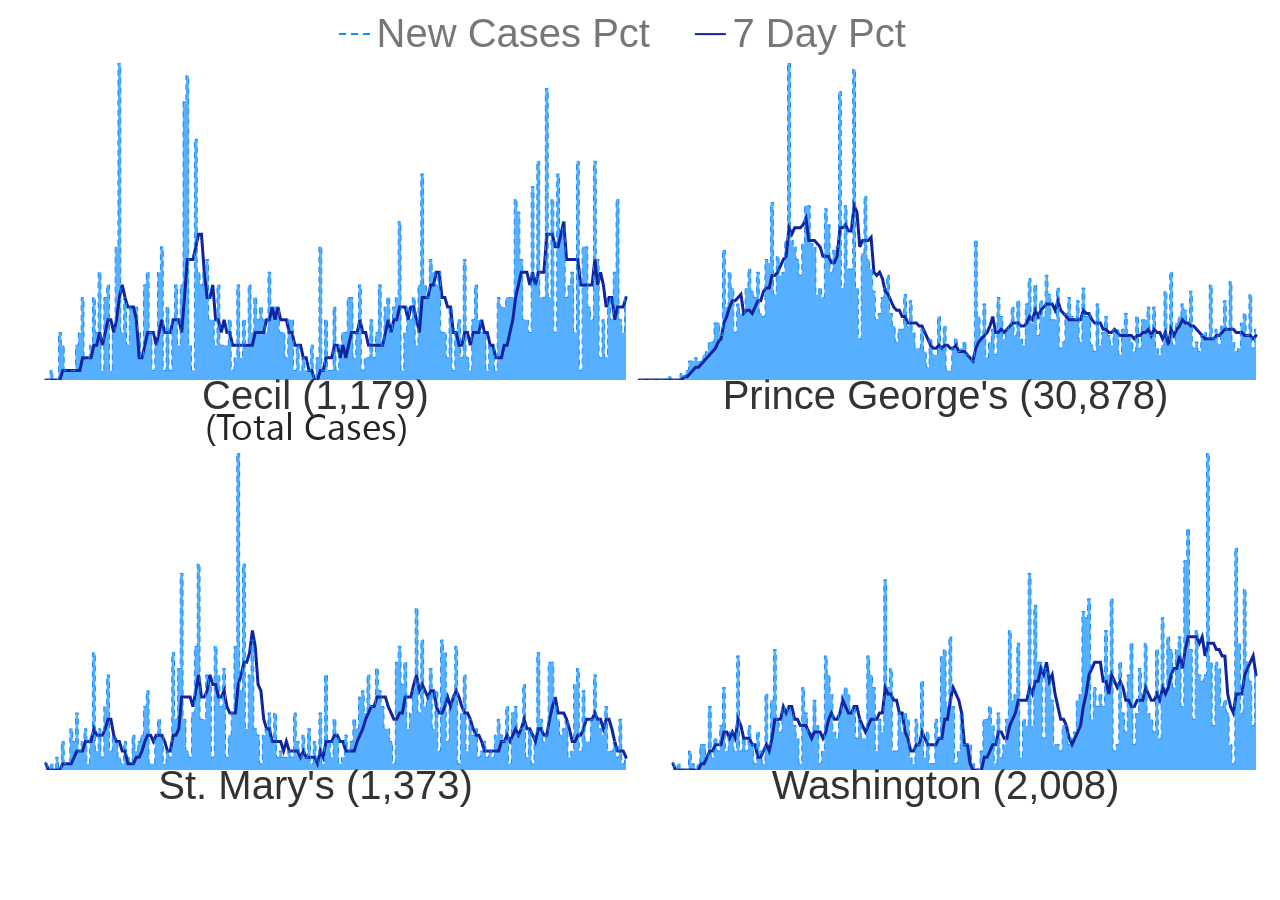 New Cases Pct 7 Day Pct
Cecil (1,179) Prince George's (30,878)
(Total Cases)
St. Mary's (1,373) Washington (2,008)